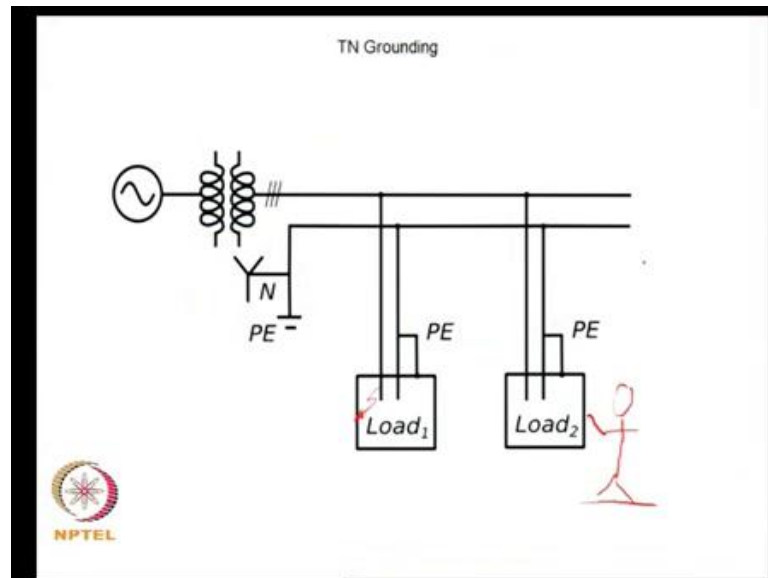 TN Grounding
N
PE
PE
PE
Load₁
Load₂
NPTEL